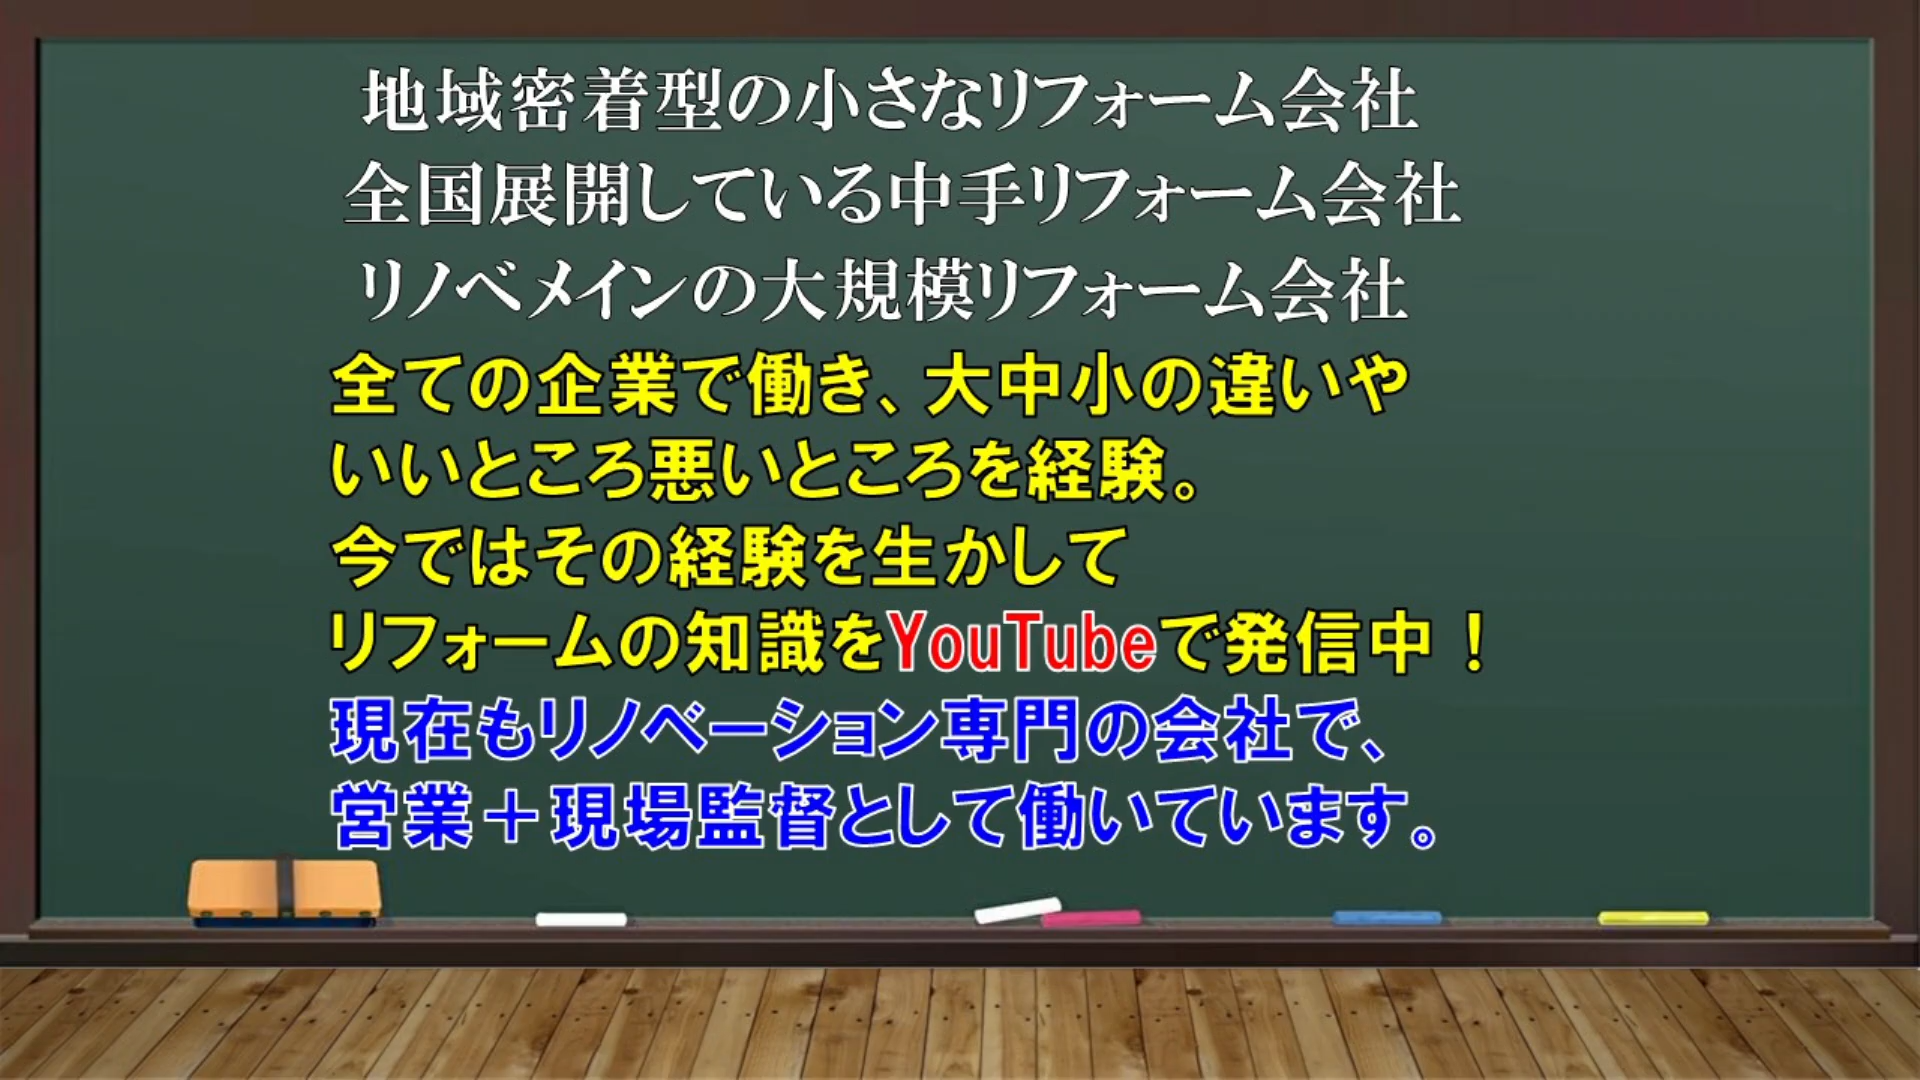 地域密着型の小さなリフォーム会社
全国展開している中手リフォーム会社
リノベメインの大規模リフォーム会社
全ての企業で働き、大中小の違いや
いいところ悪いところを経験。
今ではその経験を生かして
リフォームの知識をYouTubeで発信中！
現在もリノベーション専門の会社で、
営業＋現場監督として働いています。